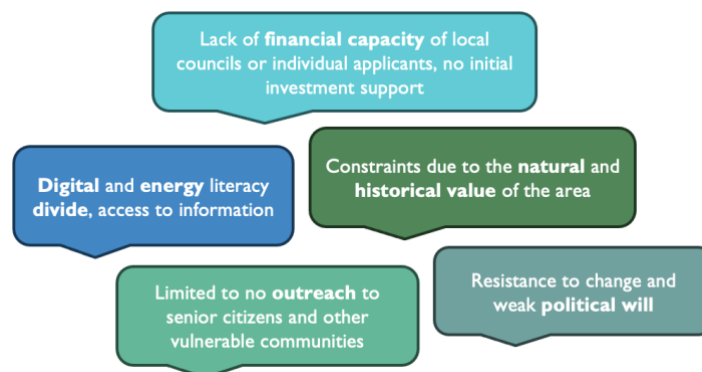 Lack of financial capacity of local
councils or individual applicants, no initial
investment support
Digital and energy literacy
divide, access to information
Constraints due to the natural and
historical value of the area
Limited to no outreach to
senior citizens and other
vulnerable communities
Resistance to change and
weak political will